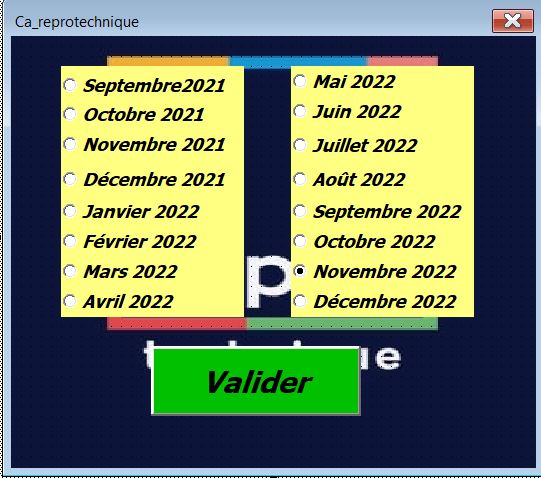 Ca_reprotechnique
Septembre2021
Octobre 2021
Novembre 2021
Décembre 2021
Janvier 2022
Février 2022
Mars 2022
Avril 2022
Mai 2022
Juin 2022
Juillet 2022
Août 2022
Septembre 2022
Octobre 2022
Novembre 2022
Décembre 2022
Valider